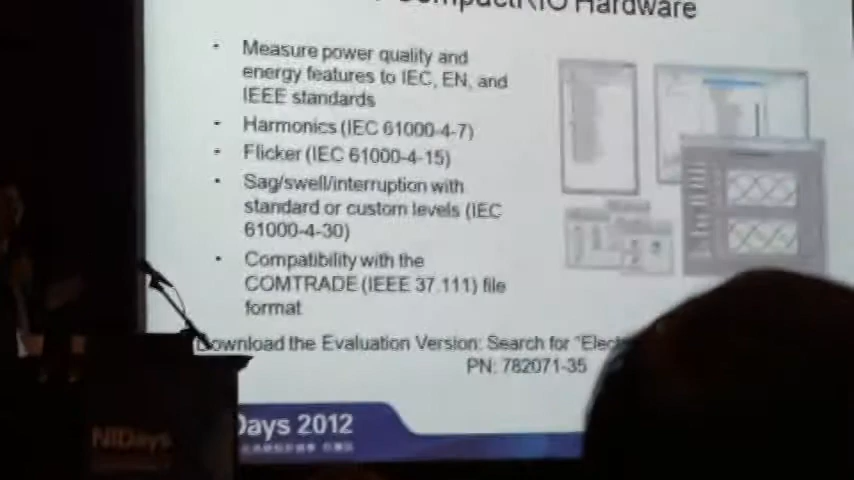 CompactRIO Hardware
• Measure power quality and
energy features to IEC, EN, and
IEEE standards
• Harmonics (IEC 61000-4-7)
• Flicker (IEC 61000-4-15)
• Sag/swell/interruption with
standard or custom levels (IEC
61000-4-30)
• Compatibility with the
COMTRADE (IEEE 37.111) file
format
Download the Evaluation Version: Search for "Elect
PN: 782071-35
Days 2012
NIDays